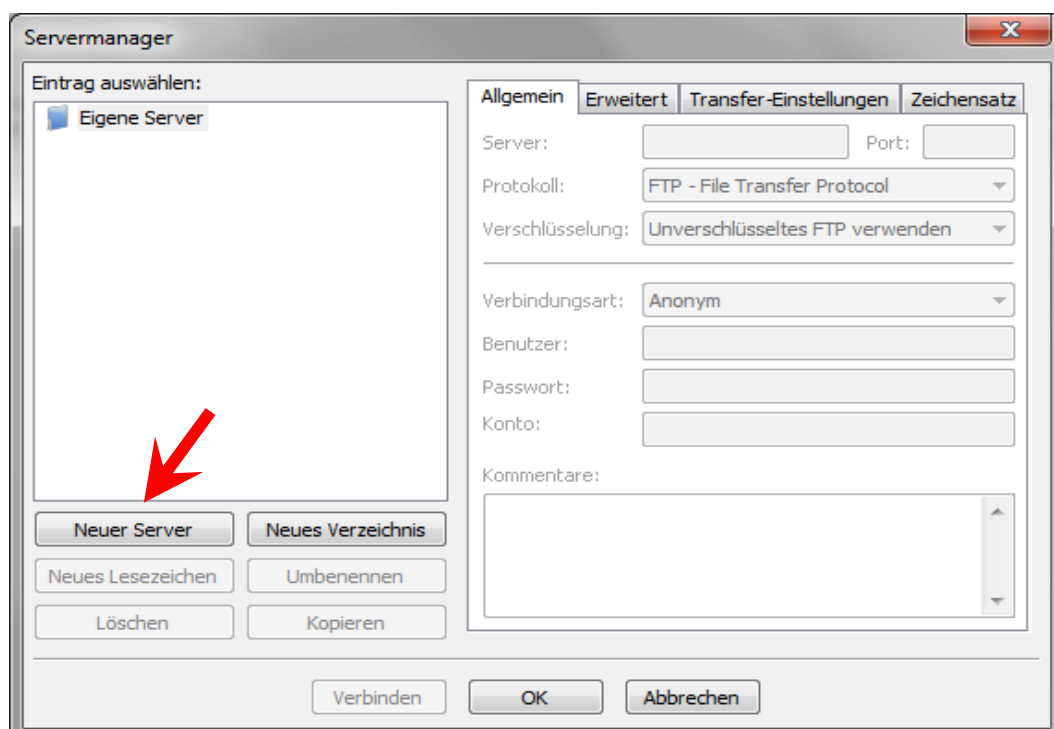 Servermanager
Eintrag auswählen:
Eigene Server
Neuer Server Neues Verzeichnis
Neues Lesezeichen Umbenennen
Löschen Kopieren
Allgemein Erweitert Transfer-Einstellungen Zeichensatz
Server: Port:
Protokoll: FTP - File Transfer Protocol
Verschlüsselung: Unverschlüsseltes FTP verwenden
Verbindungsart: Anonym
Benutzer:
Passwort:
Konto:
Kommentare:
Verbinden OK Abbrechen